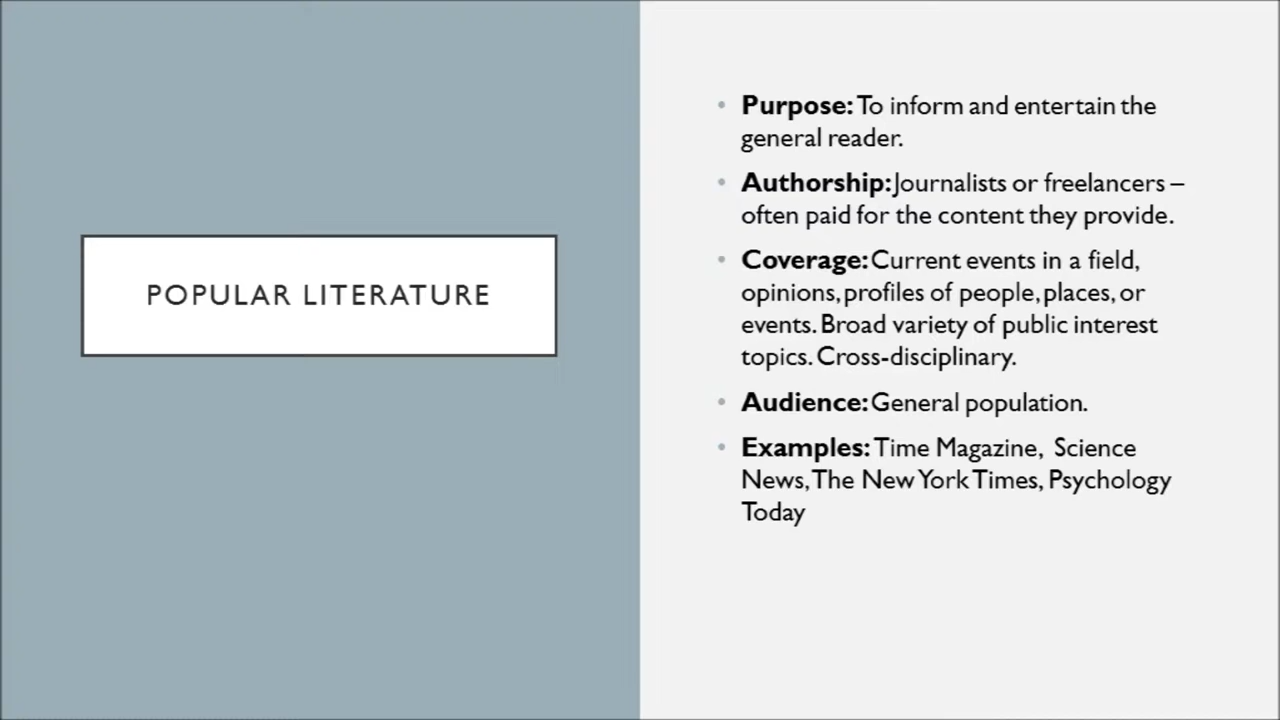 POPULAR LITERATURE
• Purpose: To inform and entertain the
general reader.
• Authorship: Journalists or freelancers –
often paid for the content they provide.
• Coverage: Current events in a field,
opinions, profiles of people, places, or
events. Broad variety of public interest
topics. Cross-disciplinary.
• Audience: General population.
• Examples: Time Magazine, Science
News, The New York Times, Psychology
Today